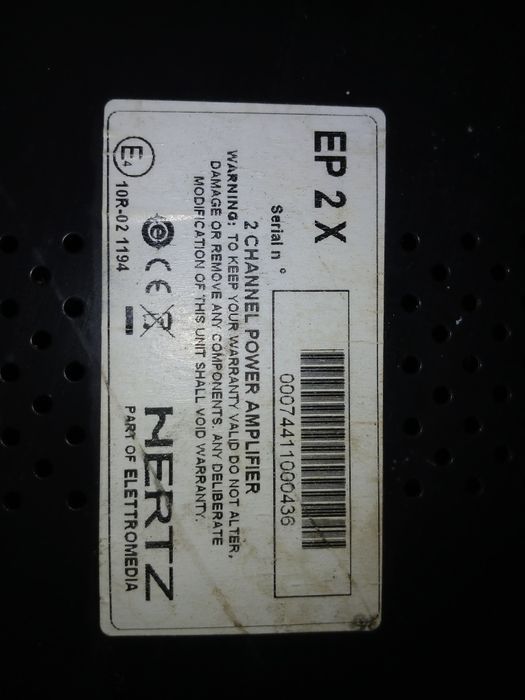 EP 2 X
Serial n°
00074411000436
2 CHANNEL POWER AMPLIFIER
WARNING: TO KEEP YOUR WARRANTY VALID DO NOT ALTER,
DAMAGE OR REMOVE ANY COMPONENTS. ANY DELIBERATE
MODIFICATION OF THIS UNIT SHALL VOID WARRANTY.
E4
10R-02 1194
e CE
HERTZ
PART OF ELETTROMEDIA